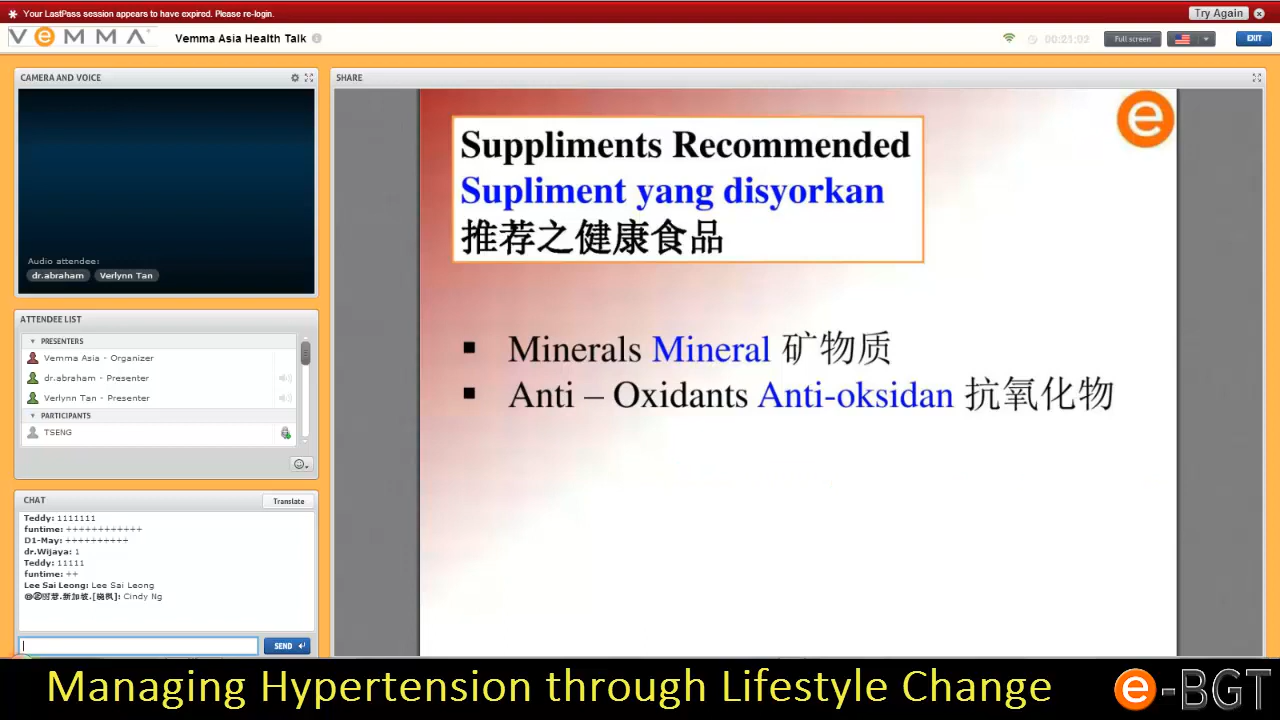 Your LastPass session appears to have expired. Please re-login.
Try Again
VEMMA
Vemma Asia Health Talk
00:21:02
Full screen
EXIT
CAMERA AND VOICE
Audio attendee:
dr.abraham Verlynn Tan
ATTENDEE LIST
PRESENTERS
Vemma Asia - Organizer
dr.abraham - Presenter
Verlynn Tan - Presenter
PARTICIPANTS
TSENG
CHAT
Translate
Teddy: 1111111
funtime: ++++++++++++
D1-May: ++++++++++
dr.Wijaya: 1
Teddy: 11111
funtime: ++
Lee Sai Leong: Lee Sai Leong
.新加坡.[晓枫]: Cindy Ng
SEND
SHARE
e
Suppliments Recommended
Supliment yang disyorkan
推荐之健康食品
▪ Minerals Mineral 矿物质
▪ Anti – Oxidants Anti-oksidan 抗氧化物
Managing Hypertension through Lifestyle Change
e-BGT